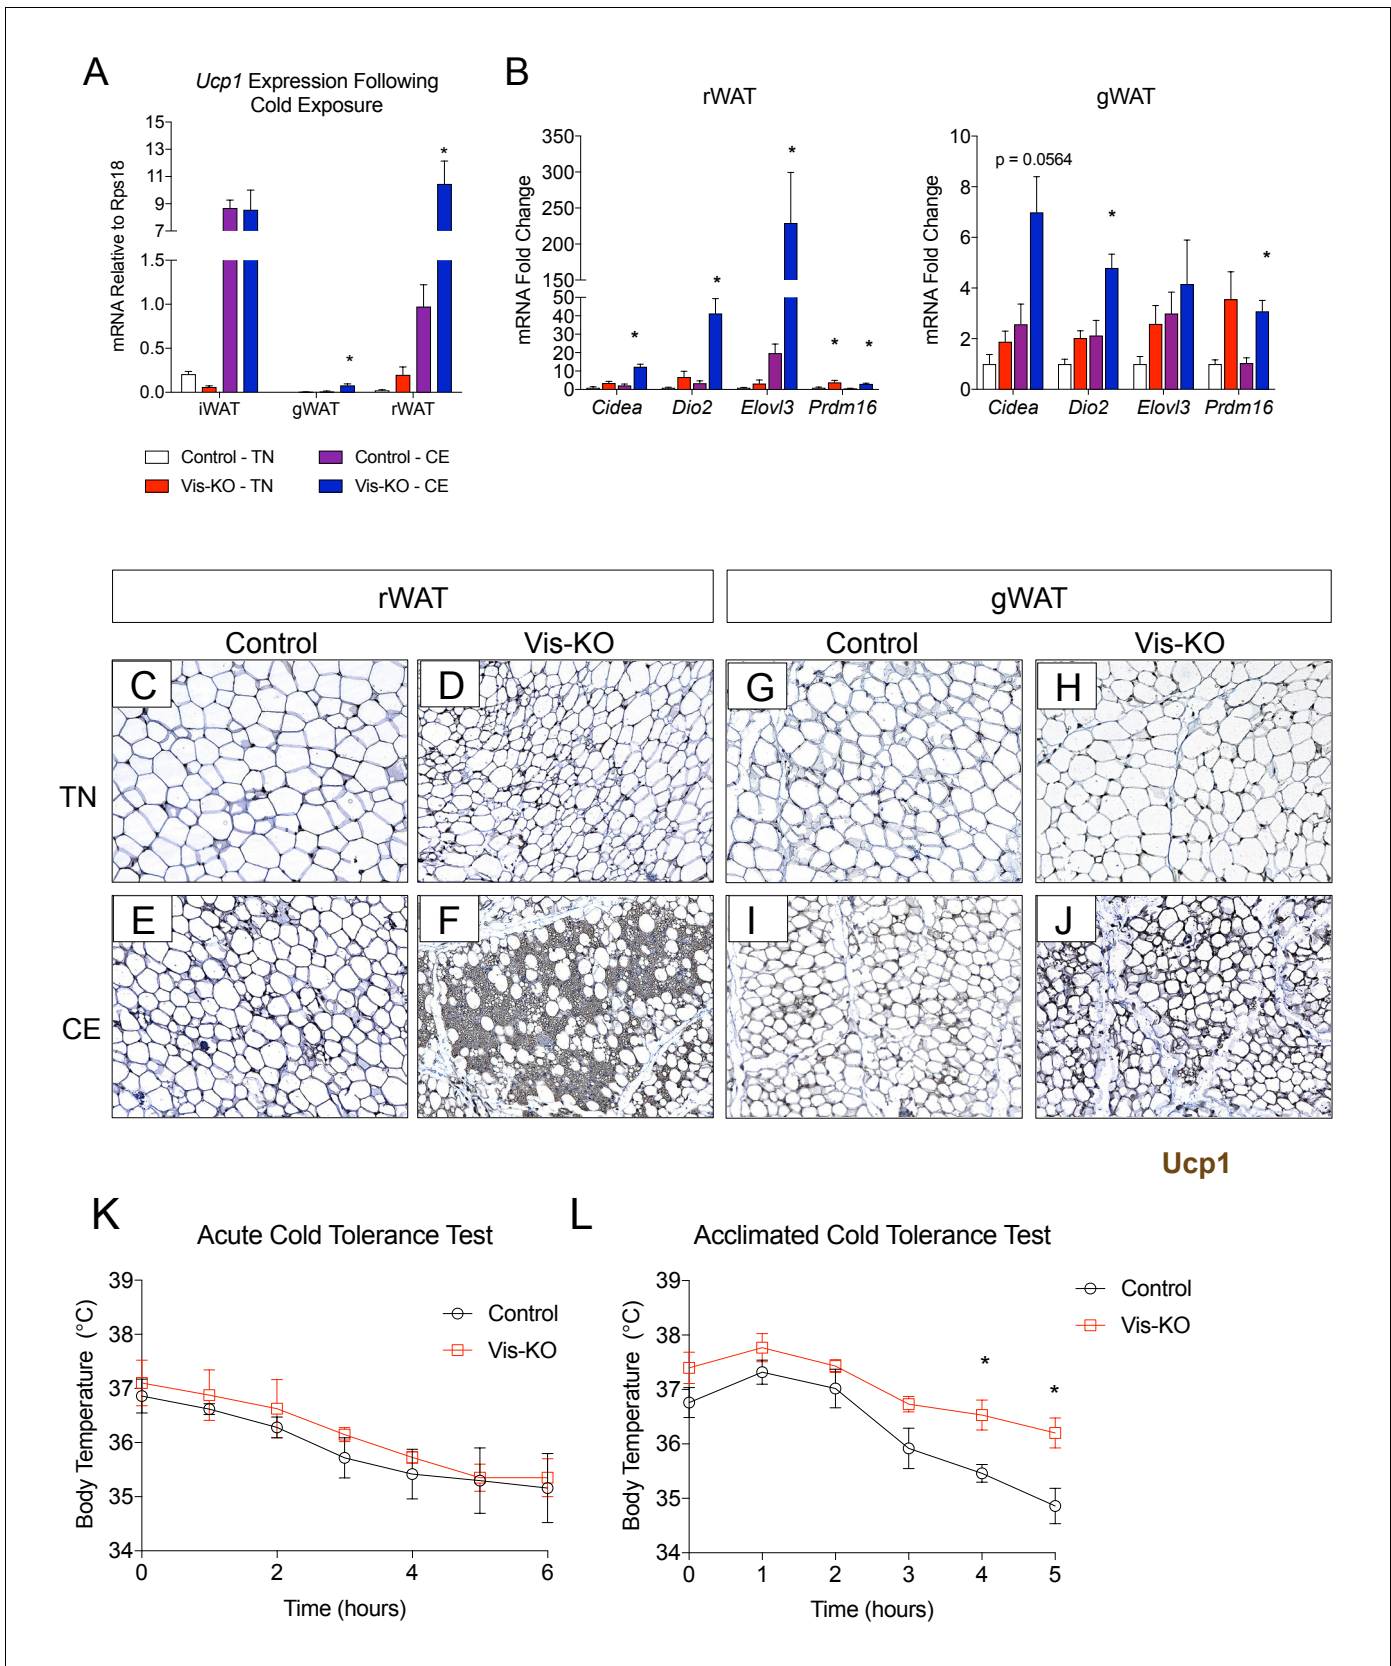 A
Ucp1 Expression Following
Cold Exposure
mRNA Relative to Rps18
15
13
11
9
7
1.5
1.0
0.5
0.0
*
*
iWAT
gWAT
rWAT
Control - TN
Control - CE
Vis-KO - TN
Vis-KO - CE
B
rWAT
mRNA Fold Change
350
300
250
200
150
50
40
30
20
10
0
*
*
*
*
*
Cidea
Dio2
Elovl3
Prdm16
gWAT
mRNA Fold Change
10
8
6
4
2
0
p = 0.0564
*
*
Cidea
Dio2
Elovl3
Prdm16
rWAT
gWAT
Control
Vis-KO
Control
Vis-KO
TN
C
D
G
H
CE
E
F
I
J
Ucp1
K
Acute Cold Tolerance Test
Body Temperature (°C)
39
38
37
36
35
34
Control
Vis-KO
0
2
4
6
Time (hours)
L
Acclimated Cold Tolerance Test
Body Temperature (°C)
39
38
37
36
35
34
Control
Vis-KO
*
*
0
1
2
3
4
5
Time (hours)